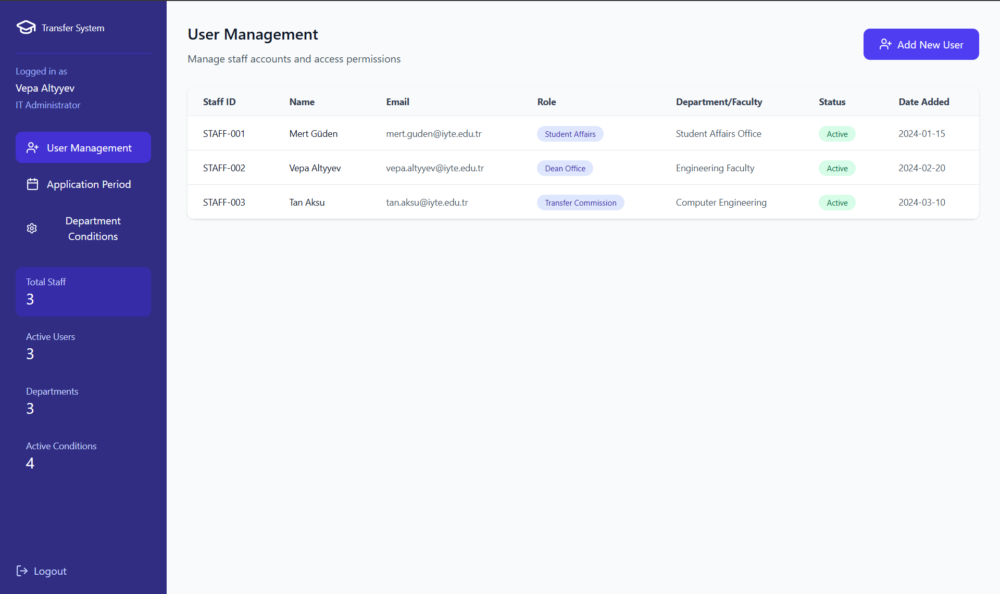 Transfer System
Logged in as
Vepa Altyyev
IT Administrator
User Management
Application Period
Department
Conditions
Total Staff
3
Active Users
3
Departments
3
Active Conditions
4
Logout
User Management
Manage staff accounts and access permissions
Add New User
Staff ID Name Email Role Department/Faculty Status Date Added
STAFF-001 Mert Güden mert.guden@iyte.edu.tr Student Affairs Student Affairs Office Active 2024-01-15
STAFF-002 Vepa Altyyev vepa.altyyev@iyte.edu.tr Dean Office Engineering Faculty Active 2024-02-20
STAFF-003 Tan Aksu tan.aksu@iyte.edu.tr Transfer Commission Computer Engineering Active 2024-03-10